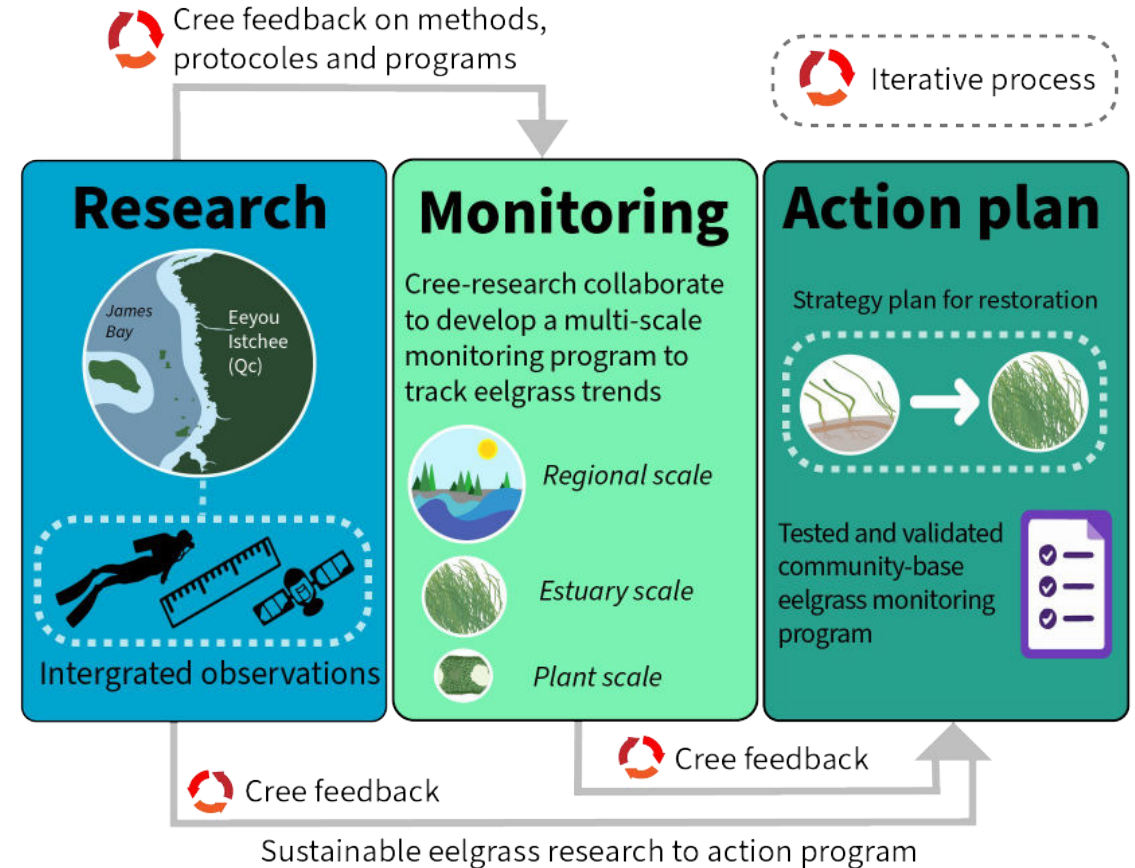 Cree feedback on methods,
protocoles and programs
Iterative process
Research
James
Bay
Eeyou
Istchee
(Qc)
Intergrated observations
Monitoring
Cree-research collaborate
to develop a multi-scale
monitoring program to
track eelgrass trends
Regional scale
Estuary scale
Plant scale
Action plan
Strategy plan for restoration
Tested and validated
community-base
eelgrass monitoring
program
Cree feedback
Cree feedback
Sustainable eelgrass research to action program